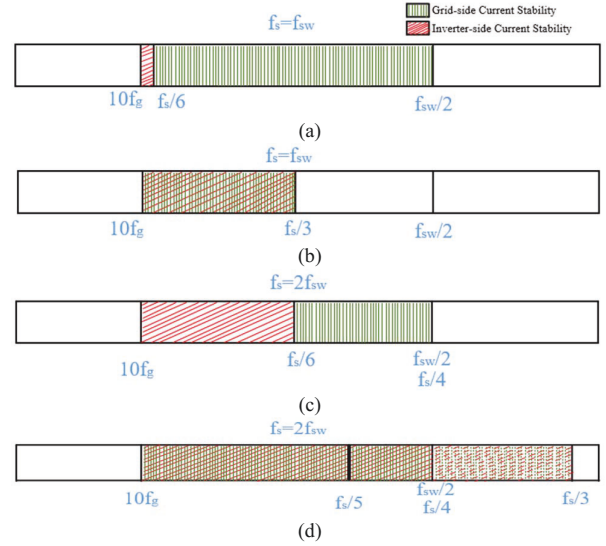 Grid-side Current Stability
Inverter-side Current Stability
fs=fsw
10fg fs/6 fsw/2
(a)
fs=fsw
10fg fs/3 fsw/2
(b)
fs=2fsw
10fg fs/6 fsw/2
fs/4
(c)
fs=2fsw
10fg fs/5 fsw/2 fs/3
fs/4
(d)